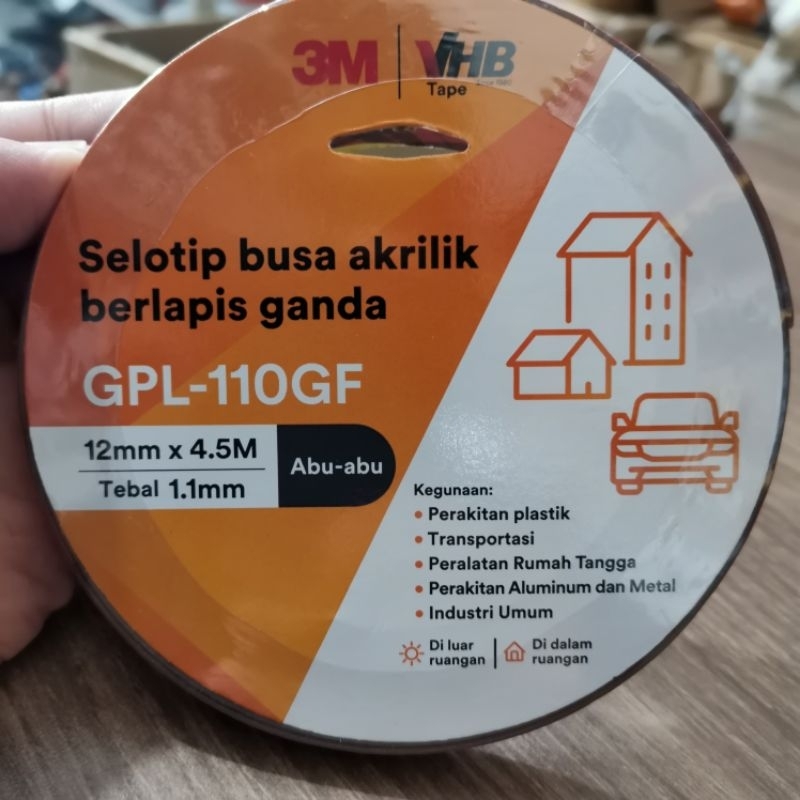 3M VHB
Tape
Selotip busa akrilik
berlapis ganda
GPL-110GF
12mm x 4.5M
Tebal 1.1mm
Abu-abu
Kegunaan:
• Perakitan plastik
• Transportasi
• Peralatan Rumah Tangga
• Perakitan Aluminum dan Metal
• Industri Umum
Di luar
ruangan
Di dalam
ruangan